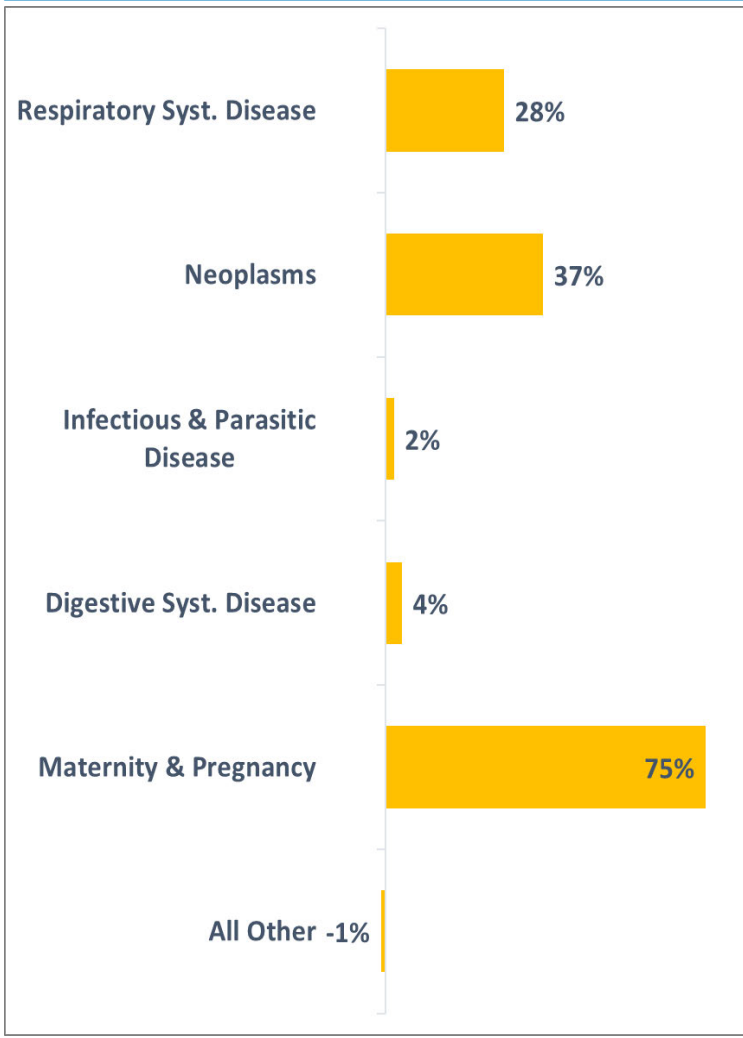 Respiratory Syst. Disease 28%
Neoplasms 37%
Infectious & Parasitic
Disease 2%
Digestive Syst. Disease 4%
Maternity & Pregnancy 75%
All Other -1%